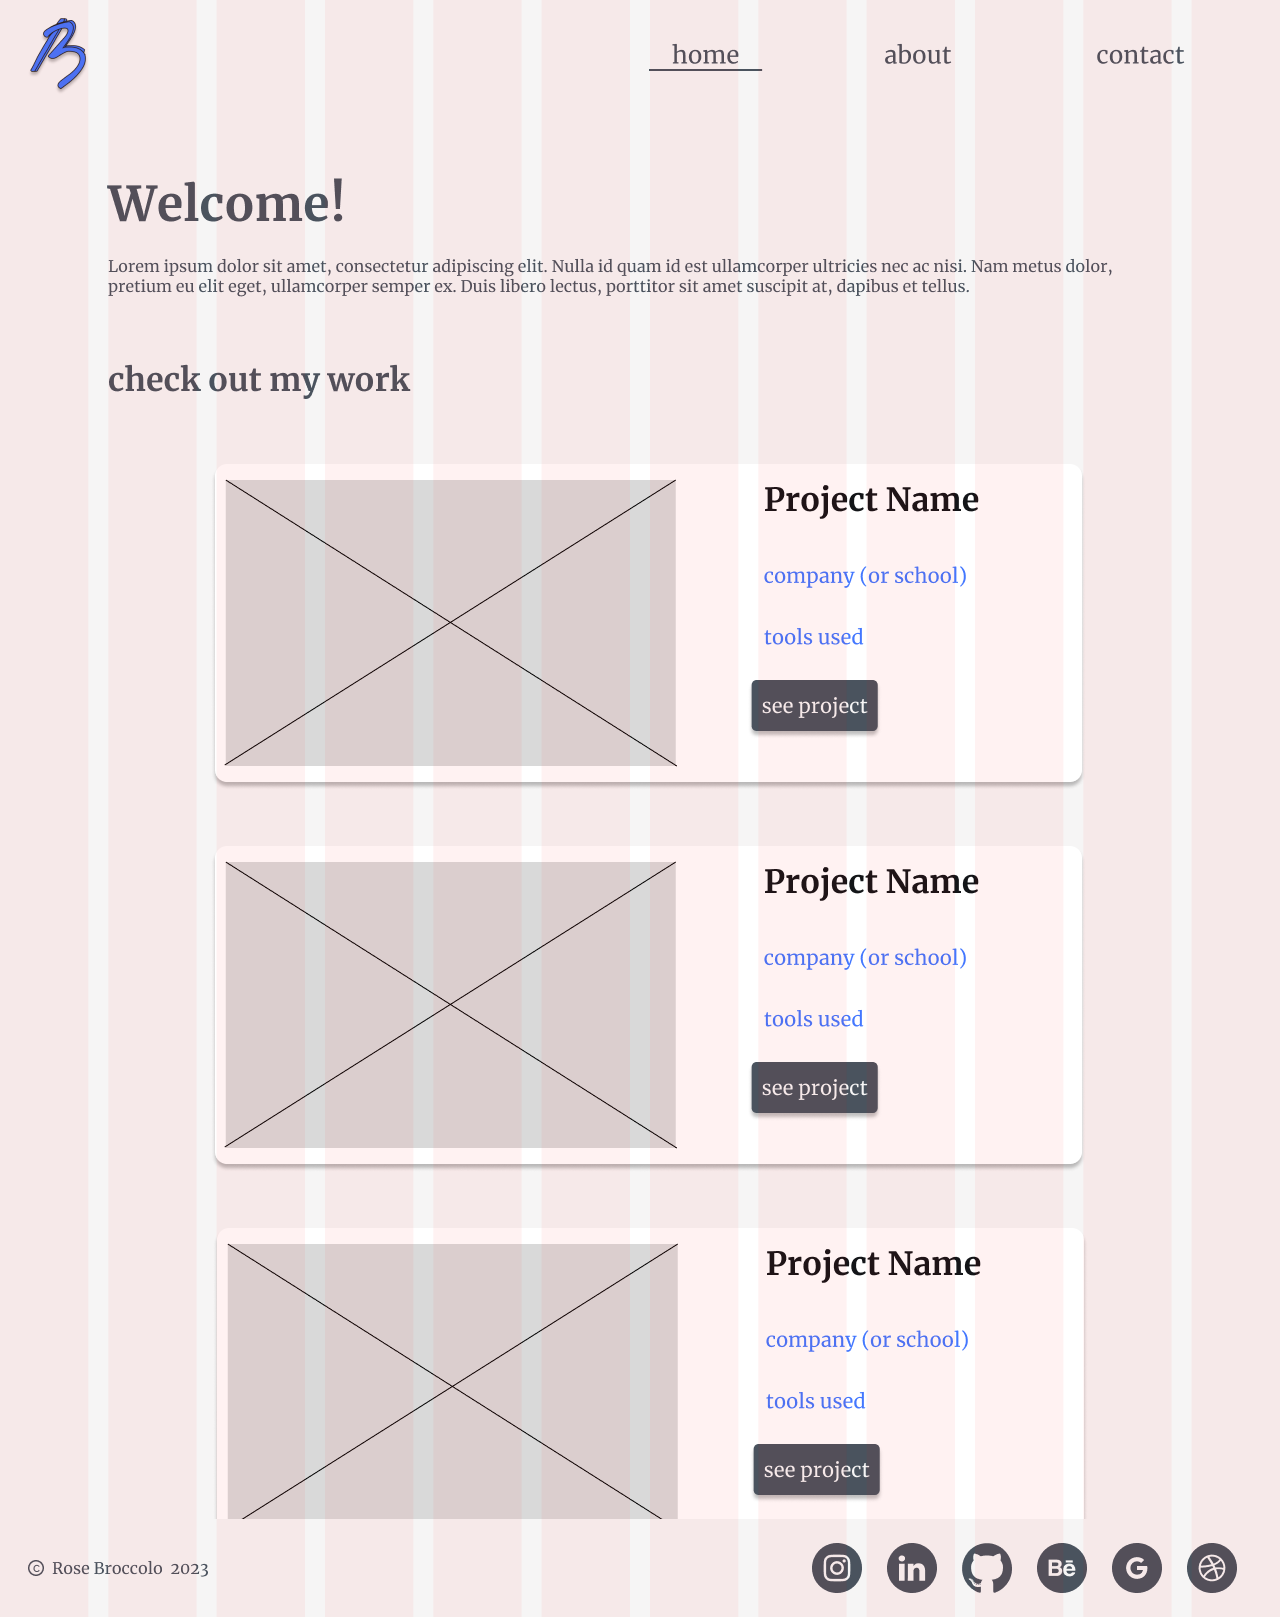 B
home about contact
Welcome!
Lorem ipsum dolor sit amet, consectetur adipiscing elit. Nulla id quam id est ullamcorper ultricies nec ac nisi. Nam metus dolor,
pretium eu elit eget, ullamcorper semper ex. Duis libero lectus, porttitor sit amet suscipit at, dapibus et tellus.
check out my work
Project Name
company (or school)
tools used
see project
Project Name
company (or school)
tools used
see project
Project Name
company (or school)
tools used
see project
© Rose Broccolo 2023
in Bē G